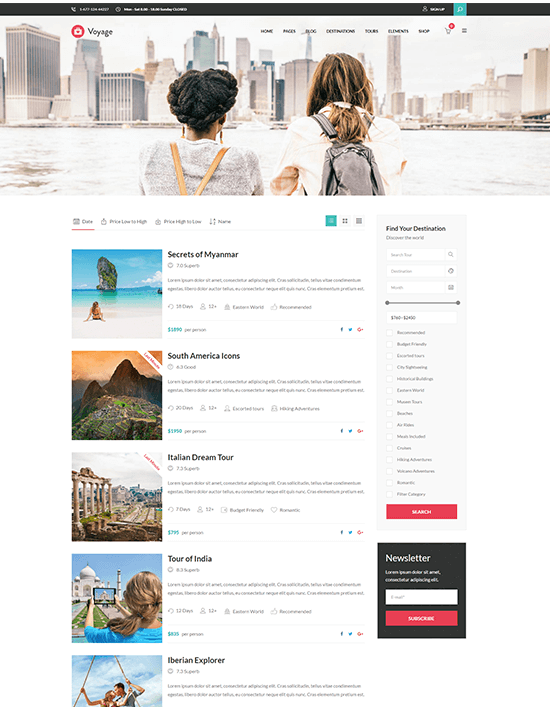 1-677-124-44227 Mon - Sat 8.00 - 18.00 Sunday CLOSED SIGN UP
Voyage HOME PAGES BLOG DESTINATIONS TOURS ELEMENTS SHOP 0
Date Price Low to High Price High to Low Name
Secrets of Myanmar
7.0 Superb
Lorem ipsum dolor sit amet, consectetur adipiscing elit. Cras sollicitudin, tellus vitae condimentum
egestas, libero dolor auctor tellus, eu consectetur neque elit quis nunc. Cras elementum pretium est.
18 Days 12+ Eastern World Recommended
$1890 per person
South America Icons
6.3 Good
Lorem ipsum dolor sit amet, consectetur adipiscing elit. Cras sollicitudin, tellus vitae condimentum
egestas, libero dolor auctor tellus, eu consectetur neque elit quis nunc. Cras elementum pretium est.
20 Days 12+ Escorted tours Hiking Adventures
$1950 per person
Last Minute
Italian Dream Tour
7.3 Superb
Lorem ipsum dolor sit amet, consectetur adipiscing elit. Cras sollicitudin, tellus vitae condimentum
egestas, libero dolor auctor tellus, eu consectetur neque elit quis nunc. Cras elementum pretium est.
7 Days 12+ Budget Friendly Romantic
$795 per person
Last Minute
Tour of India
8.3 Superb
Lorem ipsum dolor sit amet, consectetur adipiscing elit. Cras sollicitudin, tellus vitae condimentum
egestas, libero dolor auctor tellus, eu consectetur neque elit quis nunc. Cras elementum pretium est.
12 Days 12+ Eastern World Recommended
$835 per person
Iberian Explorer
7.3 Superb
Lorem ipsum dolor sit amet, consectetur adipiscing elit. Cras sollicitudin, tellus vitae condimentum
egestas, libero dolor auctor tellus, eu consectetur neque elit quis nunc. Cras elementum pretium est.
Find Your Destination
Discover the world
Search Tour
Destination
Month
$760 - $2450
Recommended
Budget Friendly
Escorted tours
City Sightseeing
Historical Buildings
Eastern World
Museum Tours
Beaches
Air Rides
Meals Included
Cruises
Hiking Adventures
Volcano Adventures
Romantic
Filter Category
SEARCH
Newsletter
Lorem ipsum dolor sit amet,
consectetur adipiscing elit.
E-mail*
SUBSCRIBE